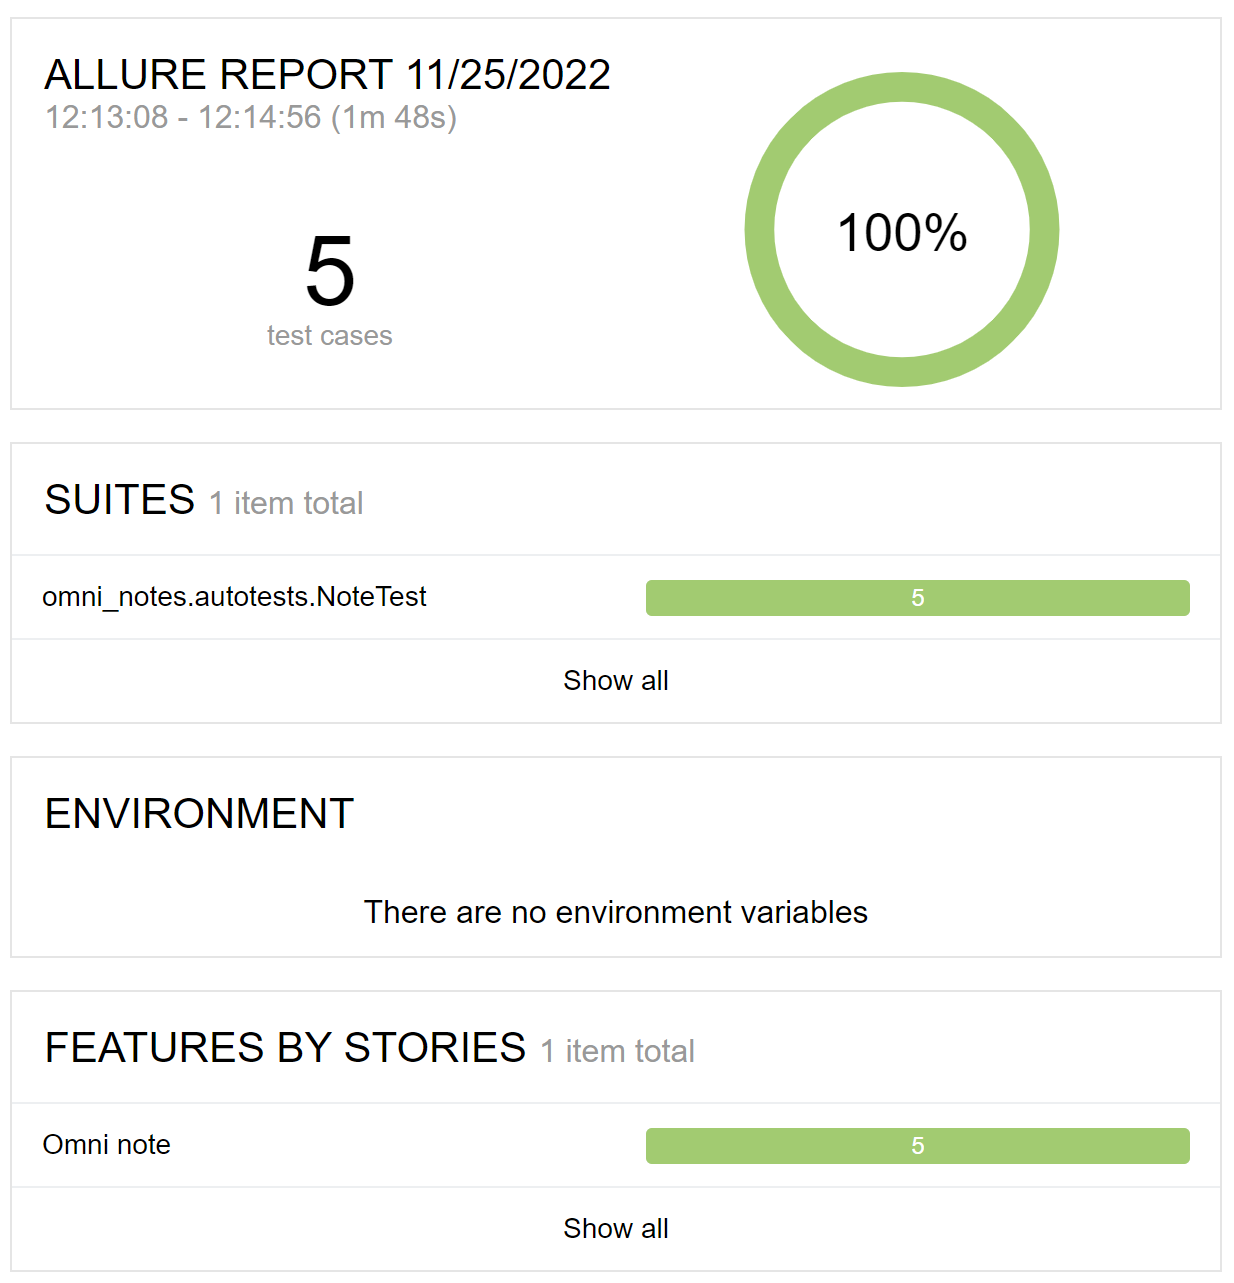 ALLURE REPORT 11/25/2022
12:13:08 - 12:14:56 (1m 48s)
5
test cases
100%
SUITES 1 item total
omni_notes.autotests.NoteTest 5
Show all
ENVIRONMENT
There are no environment variables
FEATURES BY STORIES 1 item total
Omni note 5
Show all